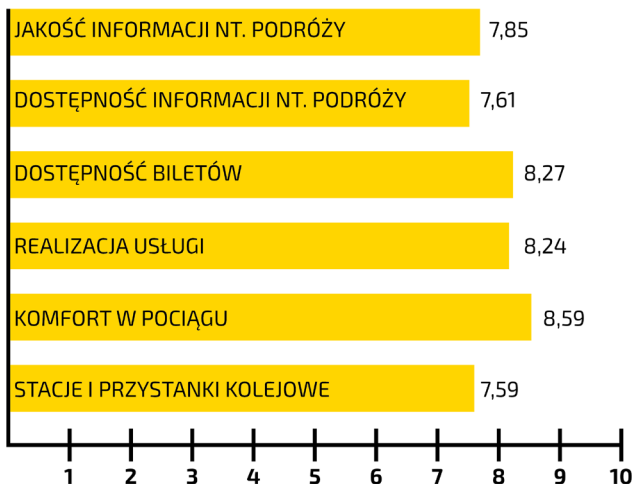 JAKOŚĆ INFORMACJI NT. PODRÓŻY 7,85
DOSTĘPNOŚĆ INFORMACJI NT. PODRÓŻY 7,61
DOSTĘPNOŚĆ BILETÓW 8,27
REALIZACJA USŁUGI 8,24
KOMFORT W POCIĄGU 8,59
STACJE I PRZYSTANKI KOLEJOWE 7,59
1 2 3 4 5 6 7 8 9 10